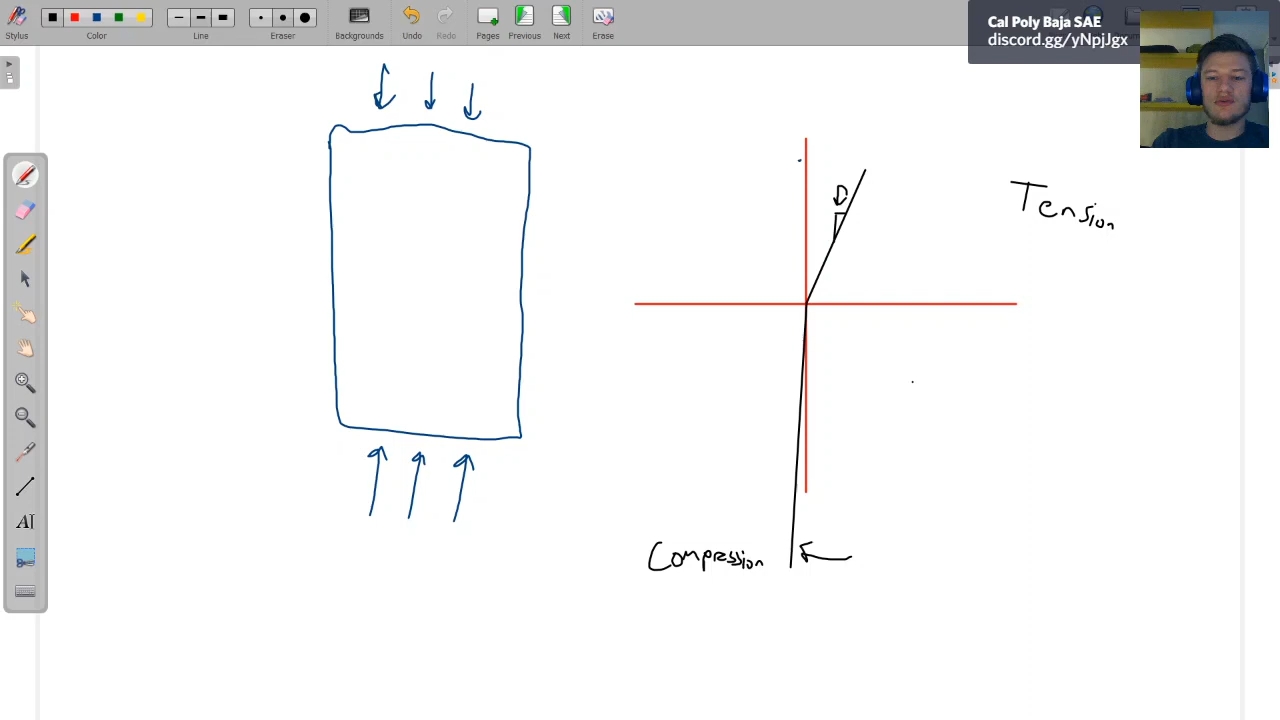 Stylus
Color
Line
Eraser
Backgrounds
Undo
Redo
Pages
Previous
Next
Erase
Cal Poly Baja SAE
discord.gg/yNpjJgx
Tension
Compression